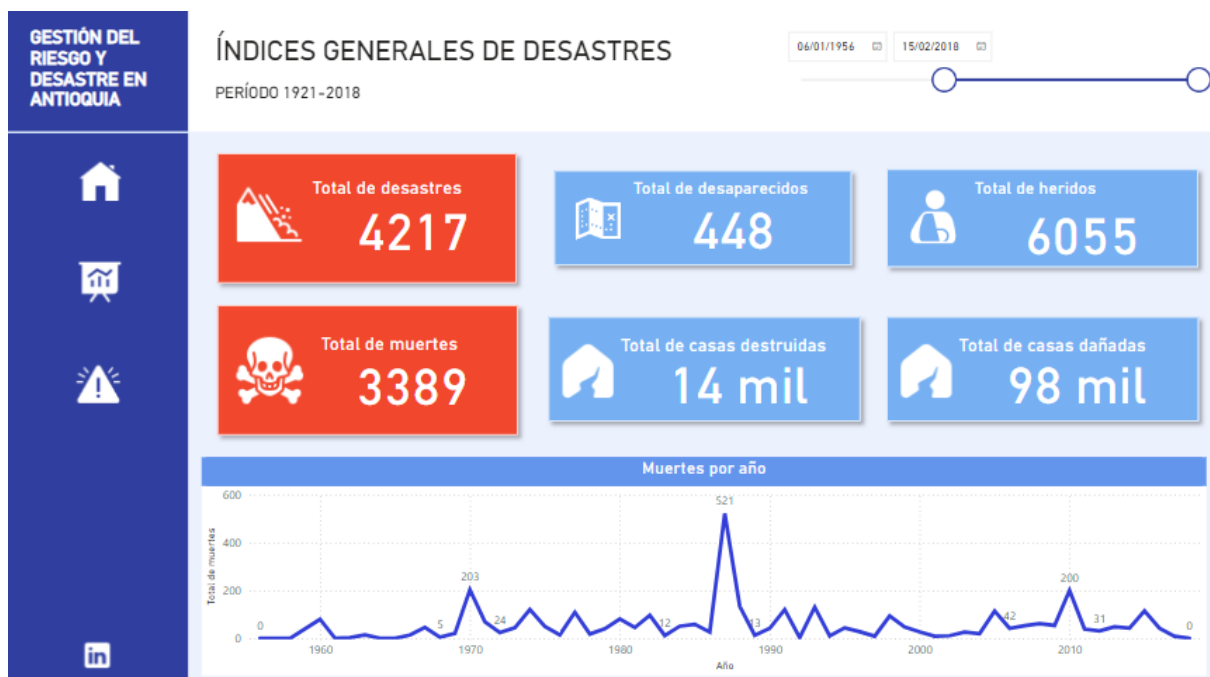 GESTIÓN DEL
RIESGO Y
DESASTRE EN
ANTIOQUIA
ÍNDICES GENERALES DE DESASTRES
PERÍODO 1921-2018
06/01/1956
15/02/2018
Total de desastres
4217
Total de desaparecidos
448
Total de heridos
6055
Total de muertes
3389
Total de casas destruidas
14 mil
Total de casas dañadas
98 mil
Muertes por año
Total de muertes
600
400
200
0
0
5
203
24
12
521
13
42
200
31
0
1960
1970
1980
1990
2000
2010
Año
in